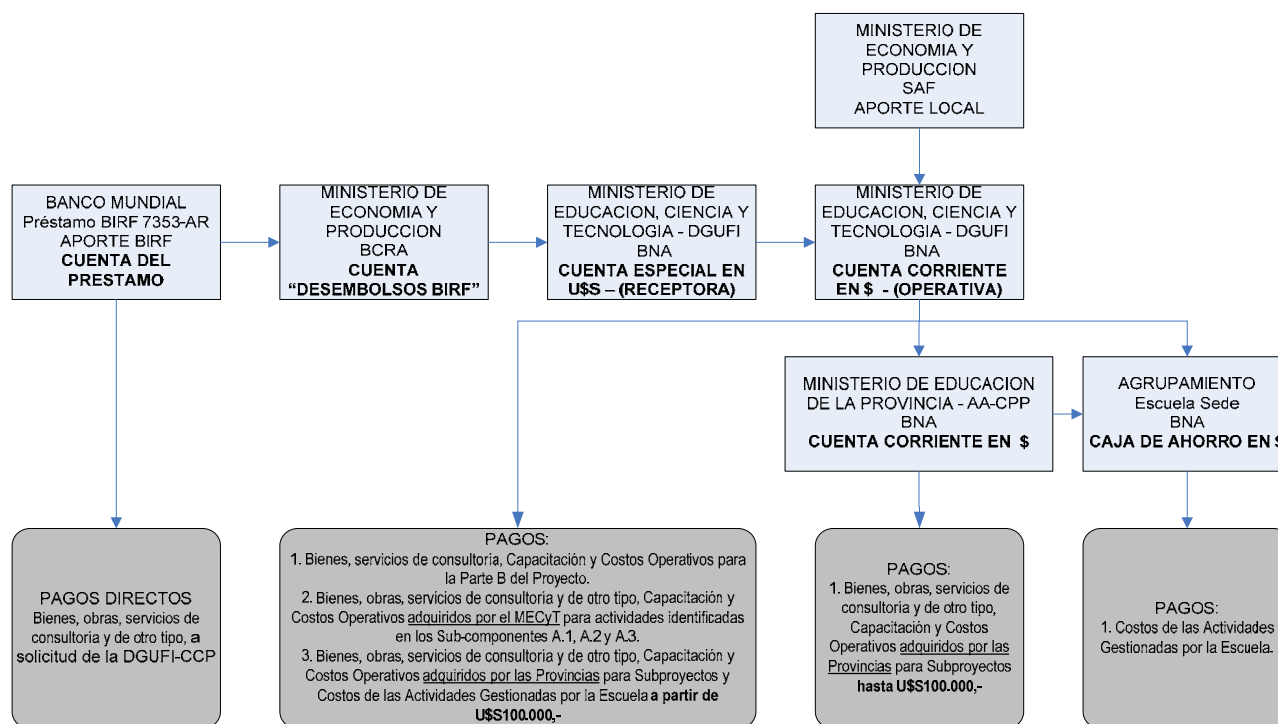 MINISTERIO DE
ECONOMIA Y
PRODUCCION
SAF
APORTE LOCAL
BANCO MUNDIAL
Préstamo BIRF 7353-AR
APORTE BIRF
CUENTA DEL
PRESTAMO
MINISTERIO DE
ECONOMIA Y
PRODUCCION
BCRA
CUENTA
“DESEMBOLSOS BIRF”
MINISTERIO DE
EDUCACION, CIENCIA Y
TECNOLOGIA - DGUFI
BNA
CUENTA ESPECIAL EN
U$S – (RECEPTORA)
MINISTERIO DE
EDUCACION, CIENCIA Y
TECNOLOGIA - DGUFI
BNA
CUENTA CORRIENTE
EN $ - (OPERATIVA)
MINISTERIO DE EDUCACION
DE LA PROVINCIA - AA-CPP
BNA
CUENTA CORRIENTE EN $
AGRUPAMIENTO
Escuela Sede
BNA
CAJA DE AHORRO EN $
PAGOS DIRECTOS
Bienes, obras, servicios de
consultoria y de otro tipo, a
solicitud de la DGUFI-CCP
PAGOS:
1. Bienes, servicios de consultoría, Capacitación y Costos Operativos para
la Parte B del Proyecto.
2. Bienes, obras, servicios de consultoria y de otro tipo, Capacitación y
Costos Operativos adquiridos por el MECyT para actividades identificadas
en los Sub-componentes A.1, A.2 y A.3.
3. Bienes, obras, servicios de consultoria y de otro tipo, Capacitación y
Costos Operativos adquiridos por las Provincias para Subproyectos y
Costos de las Actividades Gestionadas por la Escuela a partir de
U$S100.000,-
PAGOS:
1. Bienes, obras, servicios de
consultoria y de otro tipo,
Capacitación y Costos
Operativos adquiridos por las
Provincias para Subproyectos
hasta U$S100.000,-
PAGOS:
1. Costos de las Actividades
Gestionadas por la Escuela.